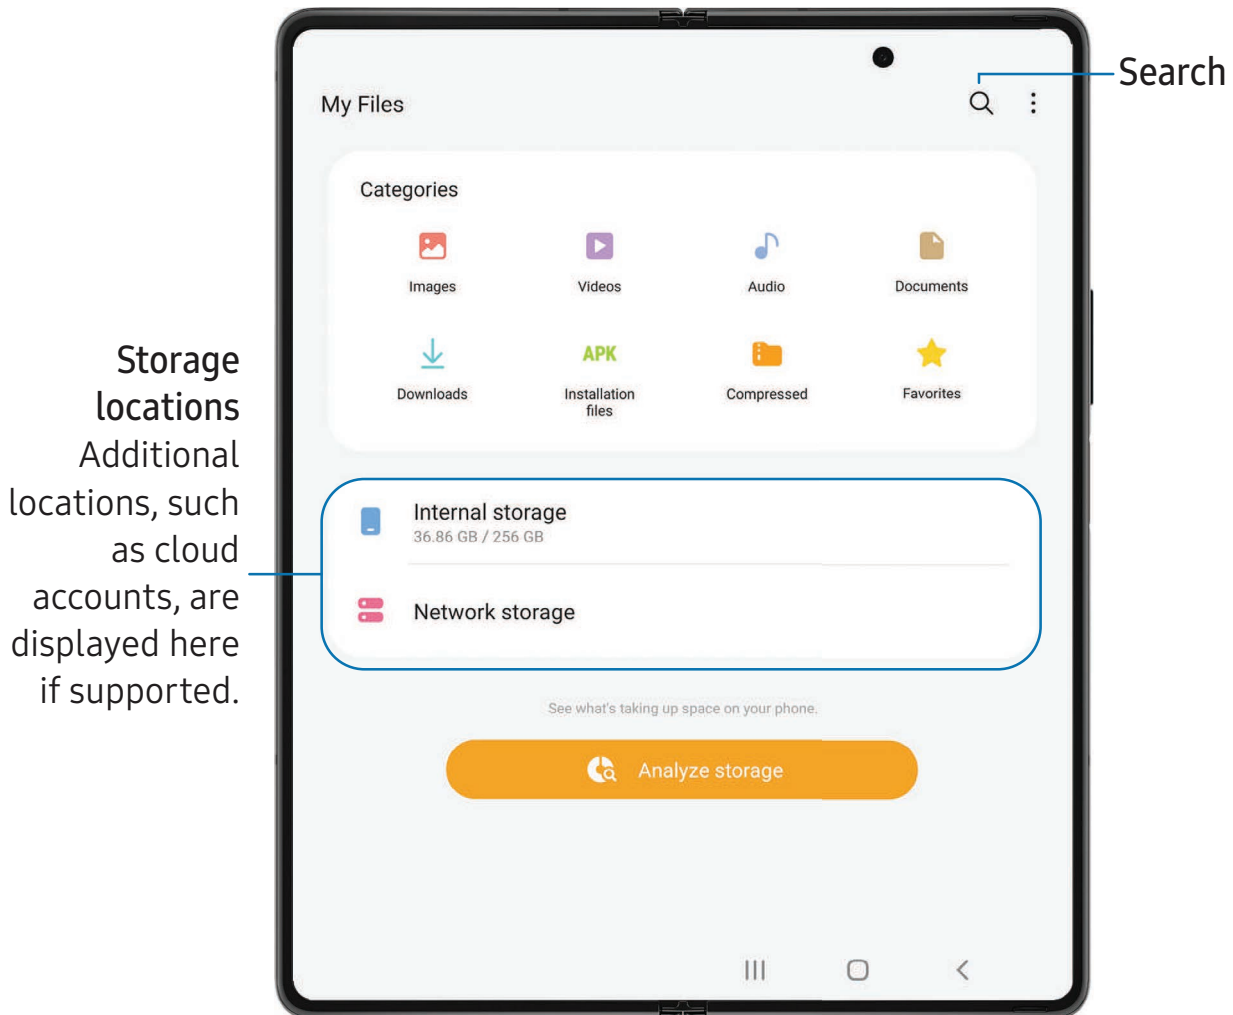 Search
My Files
Categories
Images
Videos
Audio
Documents
Downloads
APK
Installation
files
Compressed
Favorites
Storage
locations
Additional
locations, such
as cloud
accounts, are
displayed here
if supported.
Internal storage
36.86 GB / 256 GB
Network storage
See what's taking up space on your phone.
Analyze storage